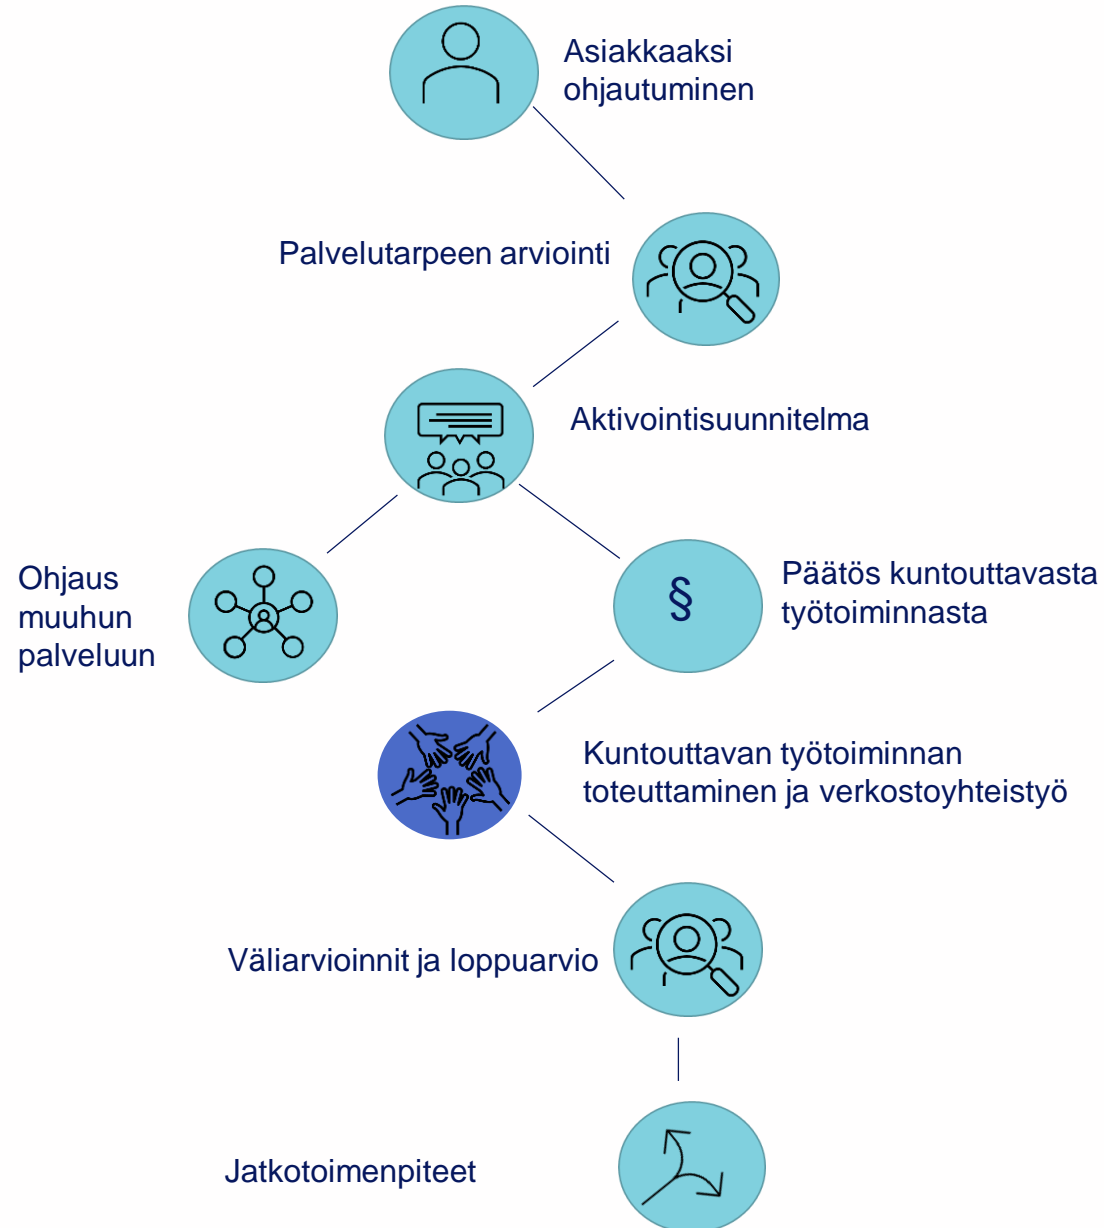 Asiakkaaksi
ohjautuminen
Palvelutarpeen arviointi
Aktivointisuunnitelma
Ohjaus
muuhun
palveluun
§
Päätös kuntouttavasta
työtoiminnasta
Kuntouttavan työtoiminnan
toteuttaminen ja verkostoyhteistyö
Väliarvioinnit ja loppuarvio
Jatkotoimenpiteet